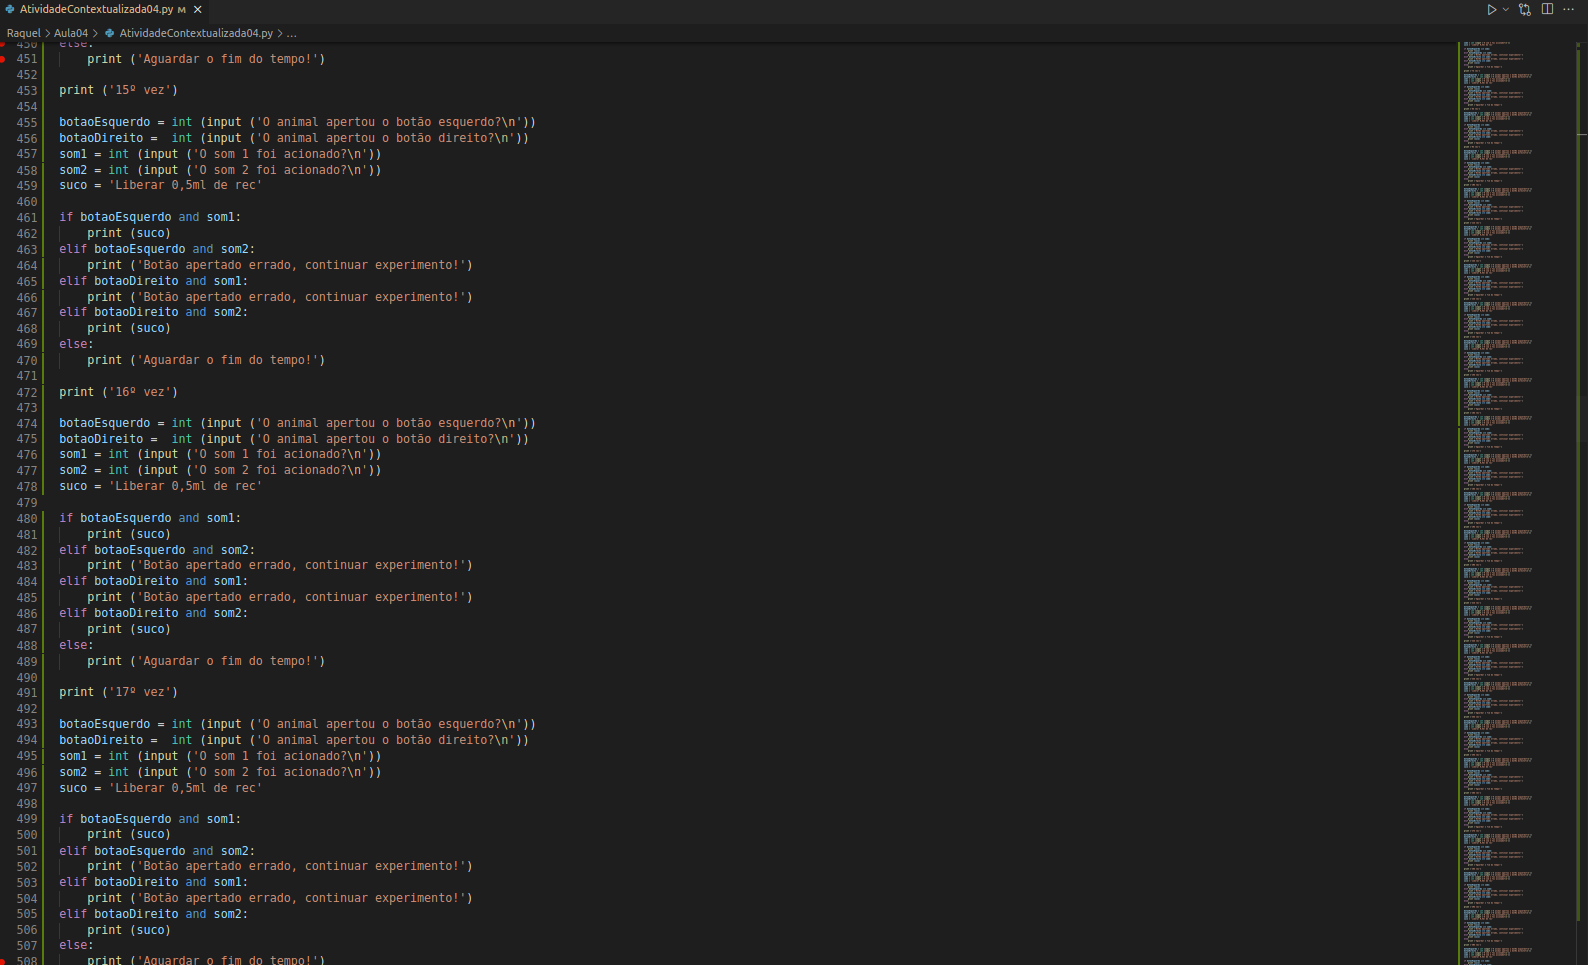 AtividadeContextualizada04.py M
Raquel > Aula04 > AtividadeContextualizada04.py > ...
450 else:
451 print ('Aguardar o fim do tempo!')
452
453 print ('15º vez')
454
455 botaoEsquerdo = int (input ('O animal apertou o botão esquerdo?\n'))
456 botaoDireito =  int (input ('O animal apertou o botão direito?\n'))
457 som1 = int (input ('O som 1 foi acionado?\n'))
458 som2 = int (input ('O som 2 foi acionado?\n'))
459 suco = 'Liberar 0,5ml de rec'
460
461 if botaoEsquerdo and som1:
462 print (suco)
463 elif botaoEsquerdo and som2:
464 print ('Botão apertado errado, continuar experimento!')
465 elif botaoDireito and som1:
466 print ('Botão apertado errado, continuar experimento!')
467 elif botaoDireito and som2:
468 print (suco)
469 else:
470 print ('Aguardar o fim do tempo!')
471
472 print ('16º vez')
473
474 botaoEsquerdo = int (input ('O animal apertou o botão esquerdo?\n'))
475 botaoDireito =  int (input ('O animal apertou o botão direito?\n'))
476 som1 = int (input ('O som 1 foi acionado?\n'))
477 som2 = int (input ('O som 2 foi acionado?\n'))
478 suco = 'Liberar 0,5ml de rec'
479
480 if botaoEsquerdo and som1:
481 print (suco)
482 elif botaoEsquerdo and som2:
483 print ('Botão apertado errado, continuar experimento!')
484 elif botaoDireito and som1:
485 print ('Botão apertado errado, continuar experimento!')
486 elif botaoDireito and som2:
487 print (suco)
488 else:
489 print ('Aguardar o fim do tempo!')
490
491 print ('17º vez')
492
493 botaoEsquerdo = int (input ('O animal apertou o botão esquerdo?\n'))
494 botaoDireito =  int (input ('O animal apertou o botão direito?\n'))
495 som1 = int (input ('O som 1 foi acionado?\n'))
496 som2 = int (input ('O som 2 foi acionado?\n'))
497 suco = 'Liberar 0,5ml de rec'
498
499 if botaoEsquerdo and som1:
500 print (suco)
501 elif botaoEsquerdo and som2:
502 print ('Botão apertado errado, continuar experimento!')
503 elif botaoDireito and som1:
504 print ('Botão apertado errado, continuar experimento!')
505 elif botaoDireito and som2:
506 print (suco)
507 else:
508 print ('Aguardar o fim do tempo!')